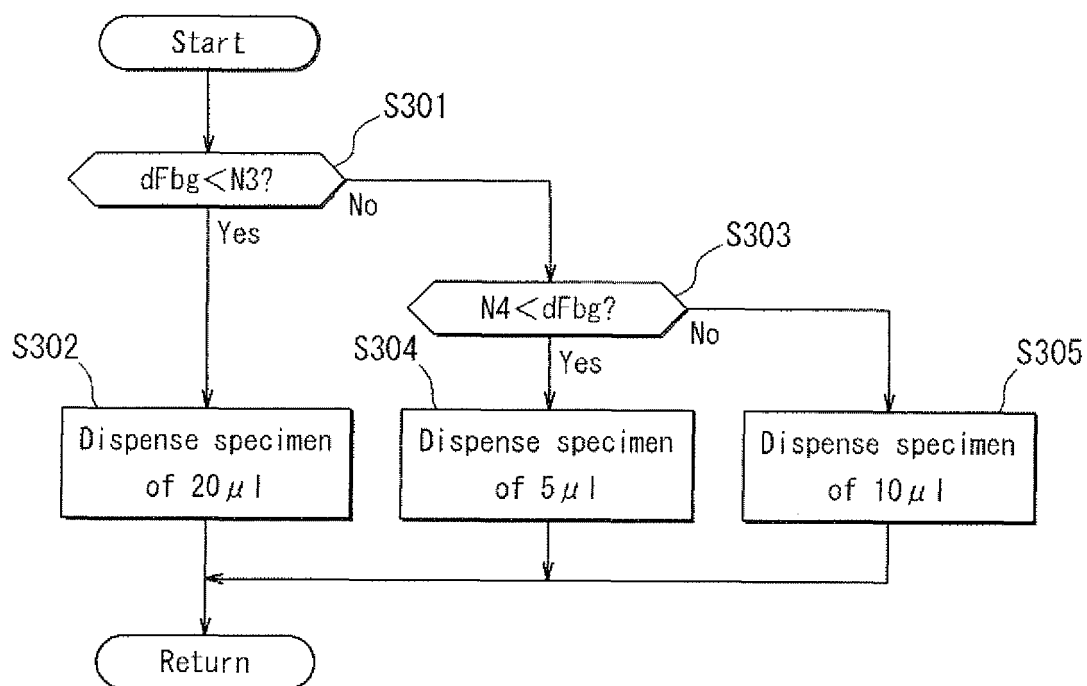 Start
S301
dFbg<N3?
No
Yes
S303
N4<dFbg?
No
Yes
S302
S304
S305
Dispense specimen
of 20μl
Dispense specimen
of 5μl
Dispense specimen
of 10μl
Return